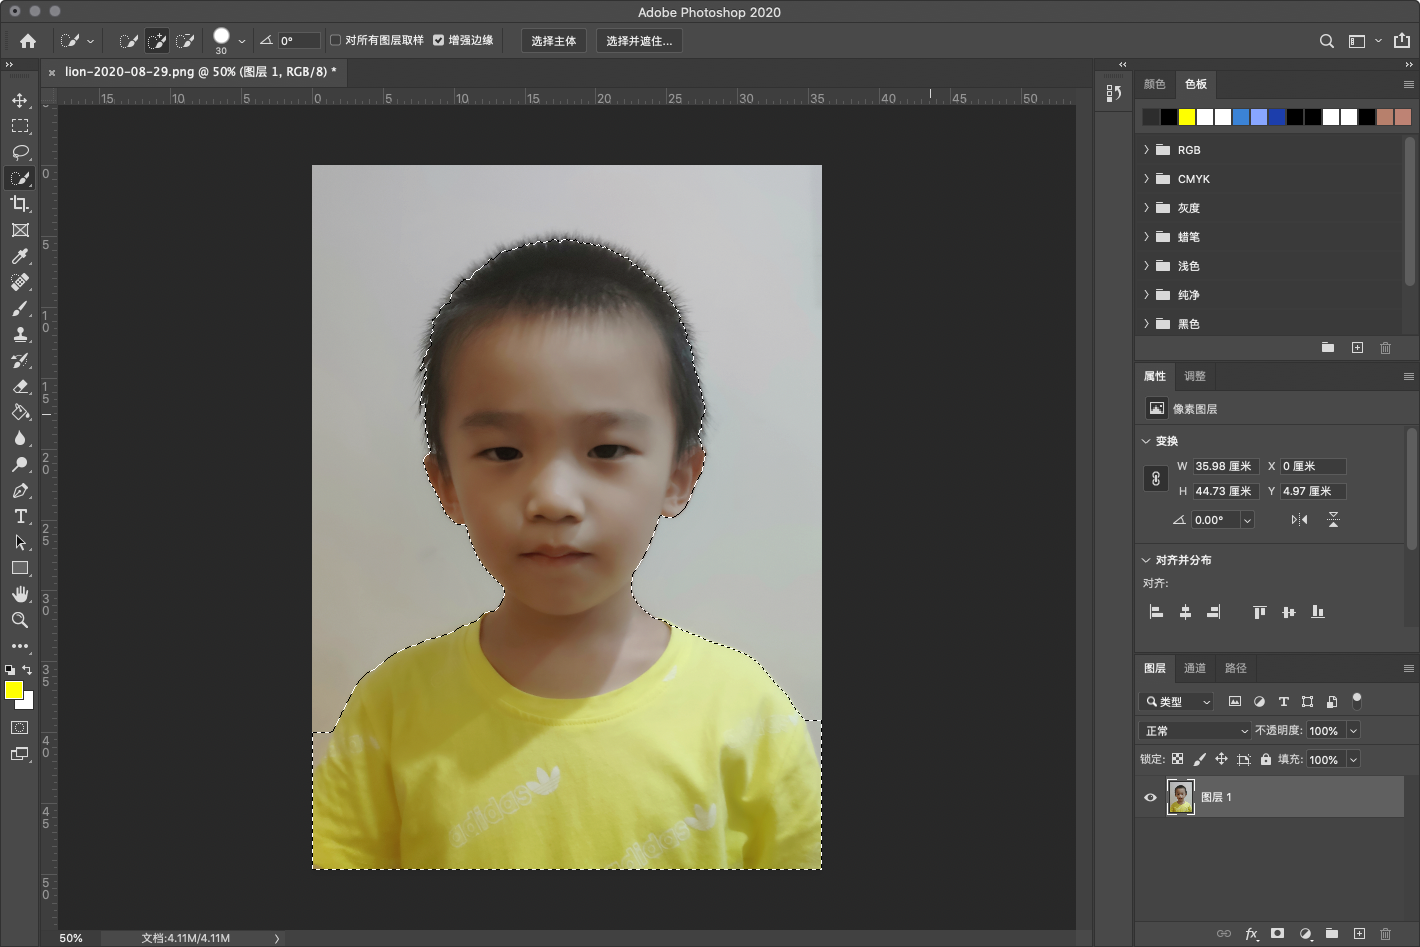 Adobe Photoshop 2020
30
0°
对所有图层取样
增强边缘
选择主体
选择并遮住...
lion-2020-08-29.png @ 50% (图层 1, RGB/8) *
15 10 5 0 5 10 15 20 25 30 35 40 45 50
0
5
10
15
20
25
30
35
40
45
50
adidas
adidas
50%
文档:4.11M/4.11M
颜色 色板
RGB
CMYK
灰度
蜡笔
浅色
纯净
黑色
属性 调整
像素图层
变换
W 35.98 厘米 X 0 厘米
H 44.73 厘米 Y 4.97 厘米
0.00°
对齐并分布
对齐:
图层 通道 路径
类型
正常 不透明度: 100%
锁定: 填充: 100%
图层 1
fx